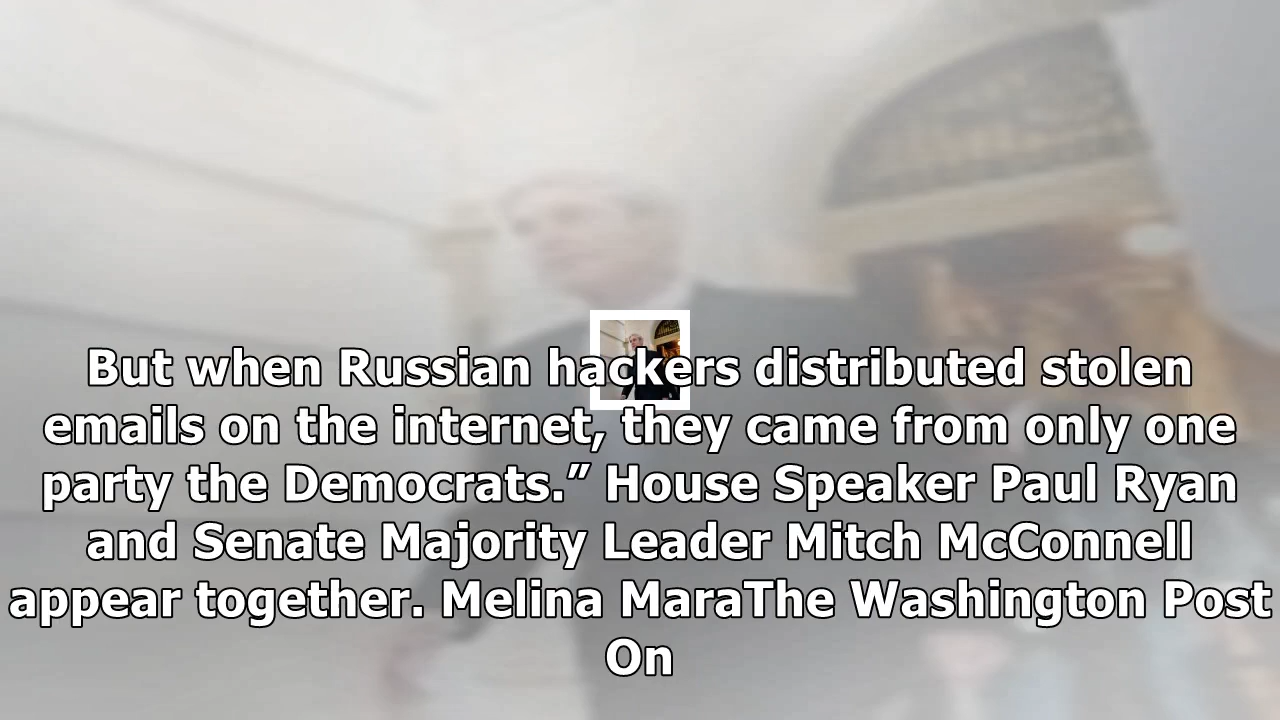 But when Russian hackers distributed stolen
emails on the internet, they came from only one
party the Democrats.” House Speaker Paul Ryan
and Senate Majority Leader Mitch McConnell
appear together. Melina MaraThe Washington Post
On